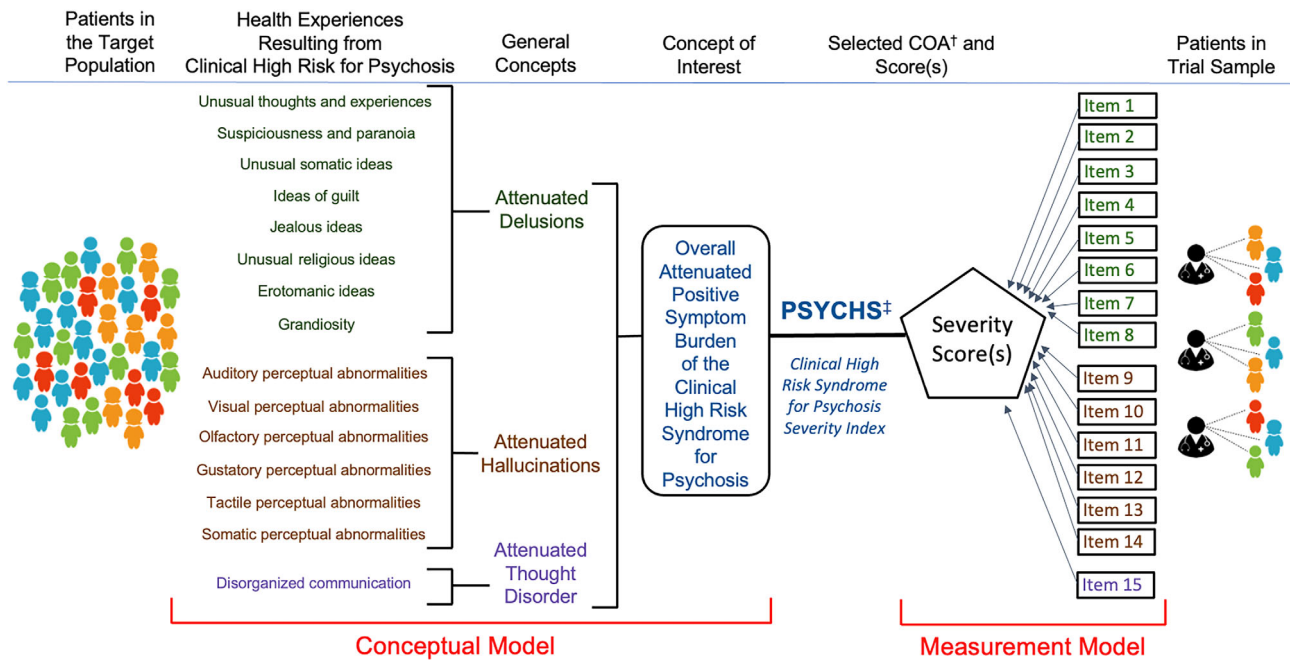 Patients in
the Target
Population
Health Experiences
Resulting from
Clinical High Risk for Psychosis
General
Concepts
Concept of
Interest
Selected COA† and
Score(s)
Patients in
Trial Sample
Unusual thoughts and experiences
Suspiciousness and paranoia
Unusual somatic ideas
Ideas of guilt
Jealous ideas
Unusual religious ideas
Erotomanic ideas
Grandiosity
Auditory perceptual abnormalities
Visual perceptual abnormalities
Olfactory perceptual abnormalities
Gustatory perceptual abnormalities
Tactile perceptual abnormalities
Somatic perceptual abnormalities
Disorganized communication
Attenuated
Delusions
Attenuated
Hallucinations
Attenuated
Thought
Disorder
Overall
Attenuated
Positive
Symptom
Burden
of the
Clinical
High Risk
Syndrome
for
Psychosis
PSYCHS‡
Clinical High
Risk Syndrome
for Psychosis
Severity Index
Severity
Score(s)
Item 1
Item 2
Item 3
Item 4
Item 5
Item 6
Item 7
Item 8
Item 9
Item 10
Item 11
Item 12
Item 13
Item 14
Item 15
Conceptual Model
Measurement Model